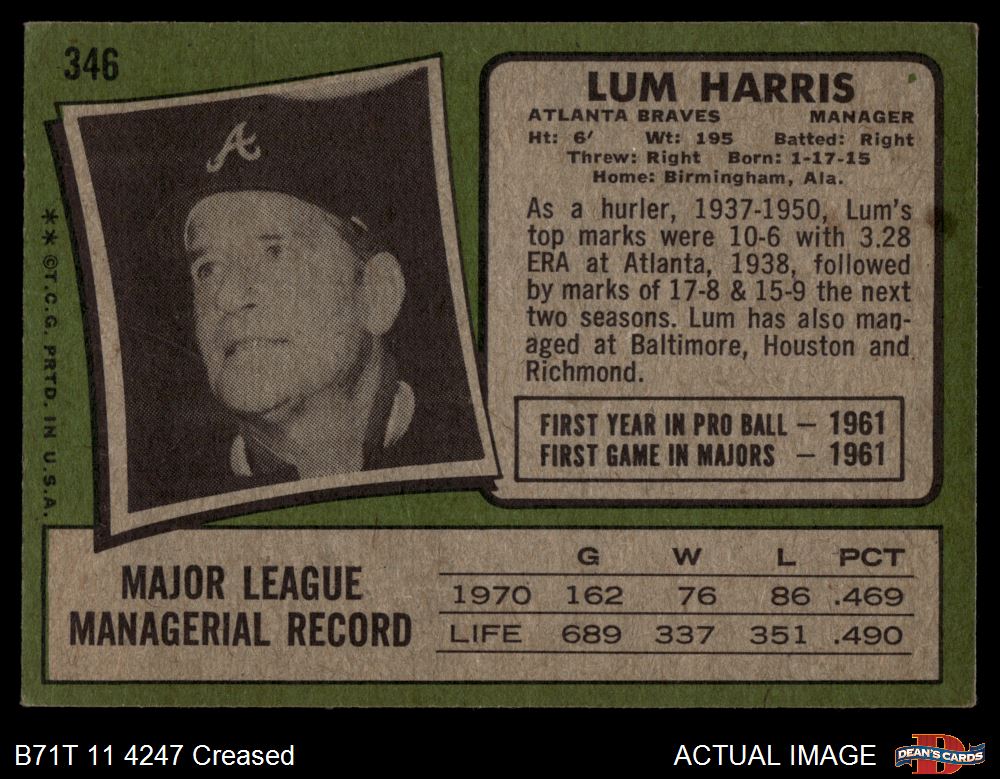 346
LUM HARRIS
ATLANTA BRAVES MANAGER
Ht: 6' Wt: 195 Batted: Right
Threw: Right Born: 1-17-15
Home: Birmingham, Ala.
As a hurler, 1937-1950, Lum's
top marks were 10-6 with 3.28
ERA at Atlanta, 1938, followed
by marks of 17-8 & 15-9 the next
two seasons. Lum has also man-
aged at Baltimore, Houston and
Richmond.
FIRST YEAR IN PRO BALL — 1961
FIRST GAME IN MAJORS — 1961
A
** ©T.C.G. PRTD. IN U.S.A.
MAJOR LEAGUE
MANAGERIAL RECORD
G W L PCT
1970 162 76 86 .469
LIFE 689 337 351 .490
B71T 11 4247 Creased
ACTUAL IMAGE
D
DEAN'S CARDS